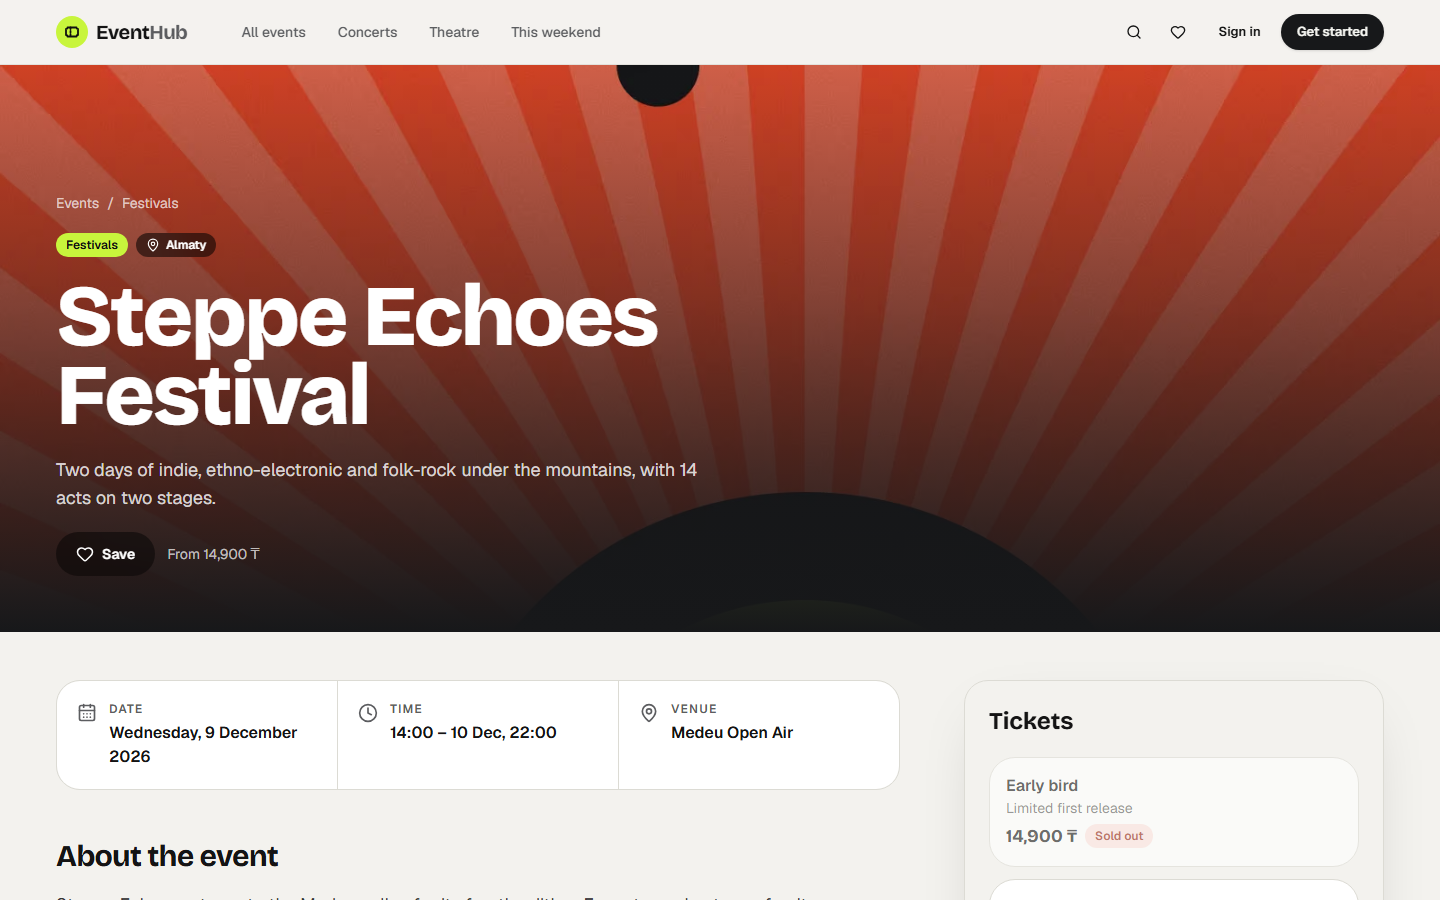 EventHub
All events
Concerts
Theatre
This weekend
Sign in
Get started
Events / Festivals
Festivals
Almaty
Steppe Echoes
Festival
Two days of indie, ethno-electronic and folk-rock under the mountains, with 14
acts on two stages.
Save
From 14,900 ₸
DATE
Wednesday, 9 December
2026
TIME
14:00 – 10 Dec, 22:00
VENUE
Medeu Open Air
Tickets
Early bird
Limited first release
14,900 ₸
Sold out
About the event